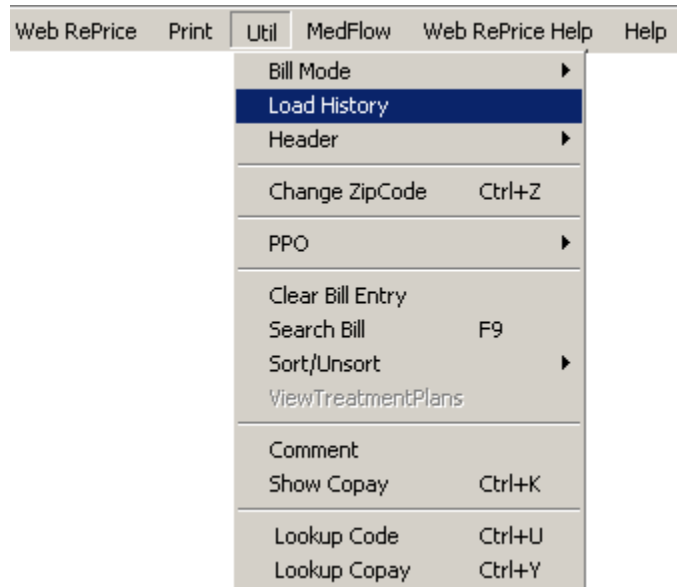 Web RePrice Print Util MedFlow Web RePrice Help Help
Bill Mode
Load History
Header
Change ZipCode Ctrl+Z
PPO
Clear Bill Entry
Search Bill F9
Sort/Unsort
ViewTreatmentPlans
Comment
Show Copay Ctrl+K
Lookup Code Ctrl+U
Lookup Copay Ctrl+Y